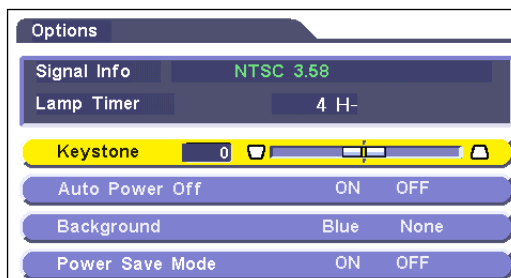 Options
Signal Info NTSC 3.58
Lamp Timer 4 H-
Keystone 0
Auto Power Off ON OFF
Background Blue None
Power Save Mode ON OFF